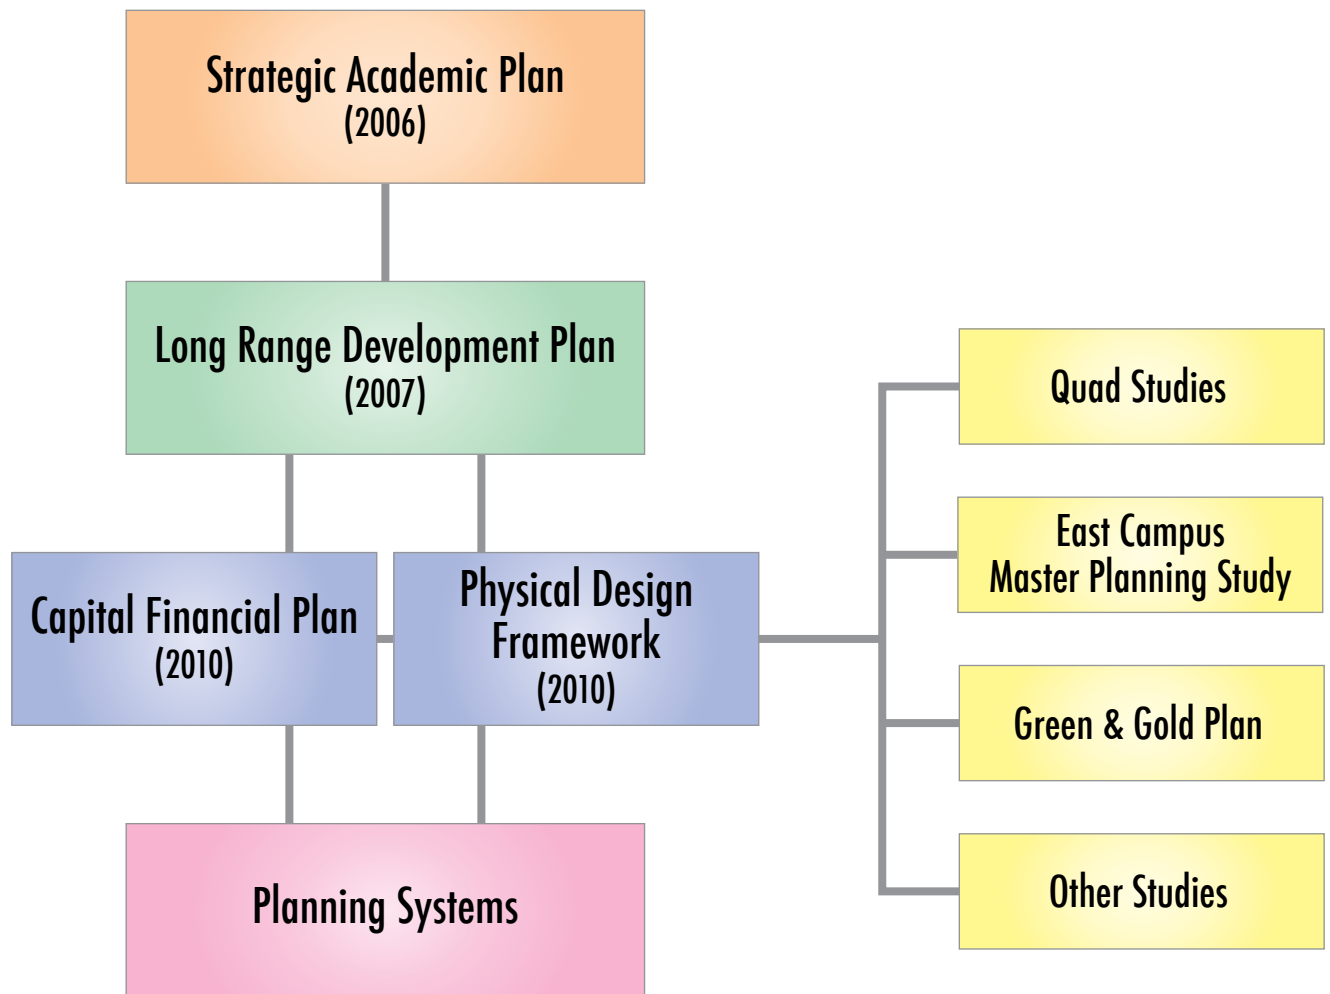 Strategic Academic Plan
(2006)
Long Range Development Plan
(2007)
Capital Financial Plan
(2010)
Physical Design
Framework
(2010)
Planning Systems
Quad Studies
East Campus
Master Planning Study
Green & Gold Plan
Other Studies